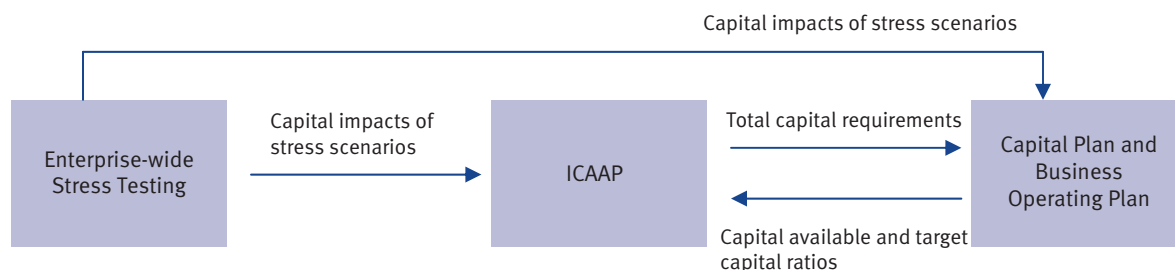 Capital impacts of stress scenarios
Enterprise-wide
Stress Testing
Capital impacts of
stress scenarios
ICAAP
Total capital requirements
Capital available and target
capital ratios
Capital Plan and
Business
Operating Plan